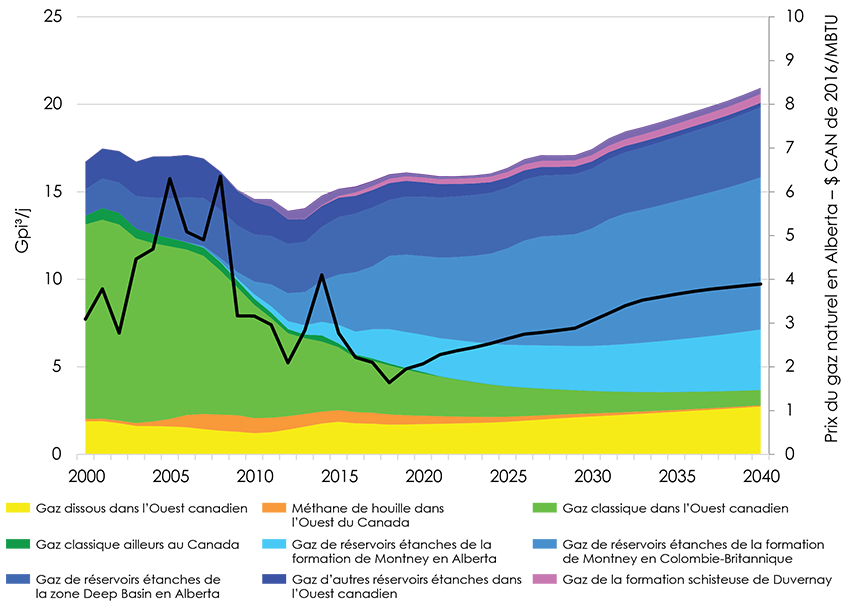 25
20
15
10
5
0
Gpi³/j
10
9
8
7
6
5
4
3
2
1
0
Prix du gaz naturel en Alberta – $ CAN de 2016/MBTU
2000 2005 2010 2015 2020 2025 2030 2035 2040
Gaz dissous dans l'Ouest canadien
Méthane de houille dans
l'Ouest du Canada
Gaz classique dans l'Ouest canadien
Gaz classique ailleurs au Canada
Gaz de réservoirs étanches de la
formation de Montney en Alberta
Gaz de réservoirs étanches de la formation
de Montney en Colombie-Britannique
Gaz de réservoirs étanches de
la zone Deep Basin en Alberta
Gaz d'autres réservoirs étanches dans
l'Ouest canadien
Gaz de la formation schisteuse de Duvernay